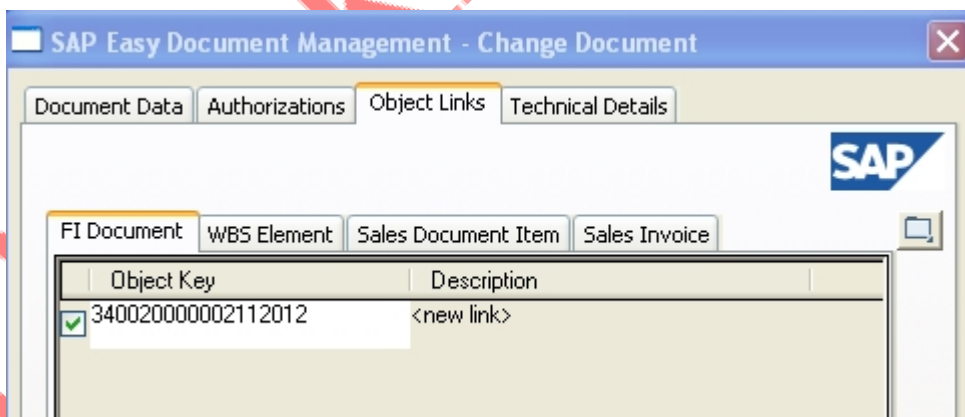 SAP Easy Document Management - Change Document
Document Data Authorizations Object Links Technical Details
SAP
FI Document WBS Element Sales Document Item Sales Invoice
Object Key Description
340020000002112012 <new link>